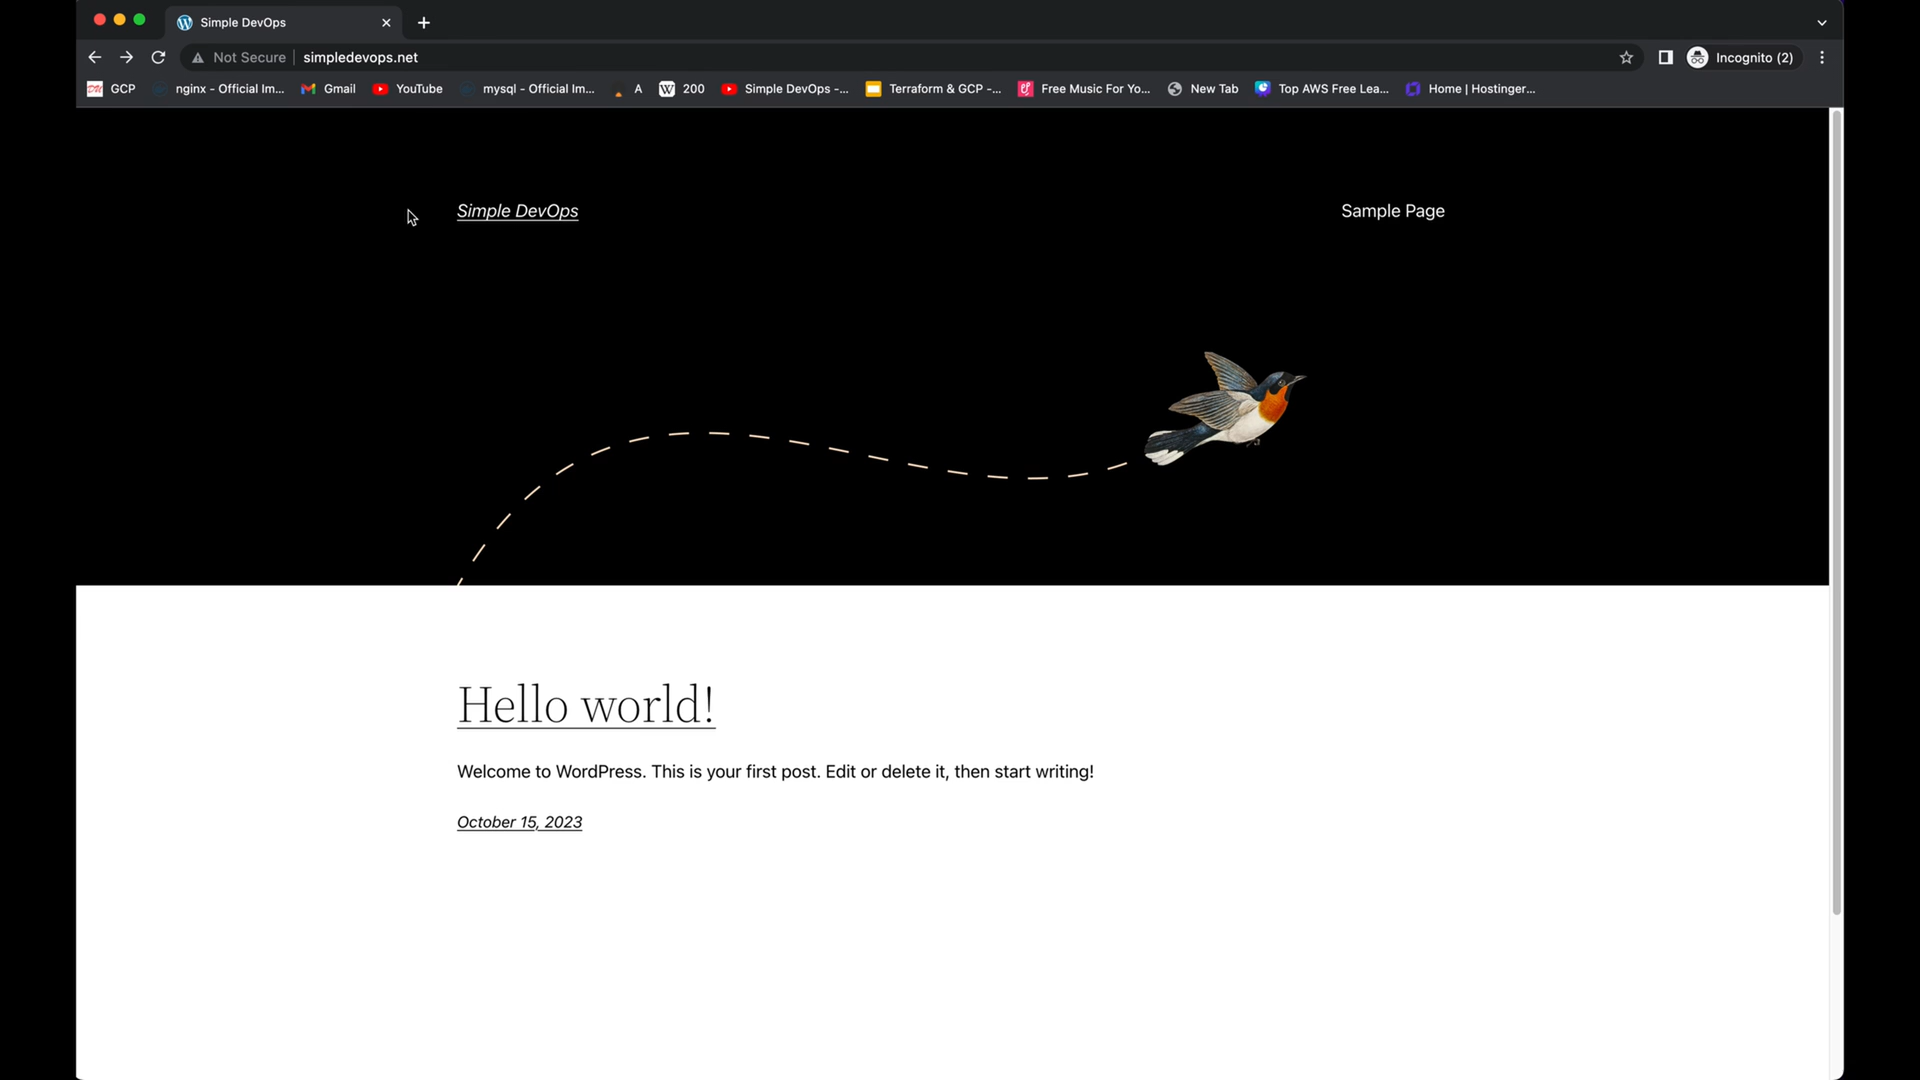 Simple DevOps
Not Secure simpledevops.net
Incognito (2)
GCP nginx - Official Im... Gmail YouTube mysql - Official Im... A 200 Simple DevOps -... Terraform & GCP -... Free Music For Yo... New Tab Top AWS Free Lea... Home | Hostinger...
Simple DevOps Sample Page
Hello world!
Welcome to WordPress. This is your first post. Edit or delete it, then start writing!
October 15, 2023